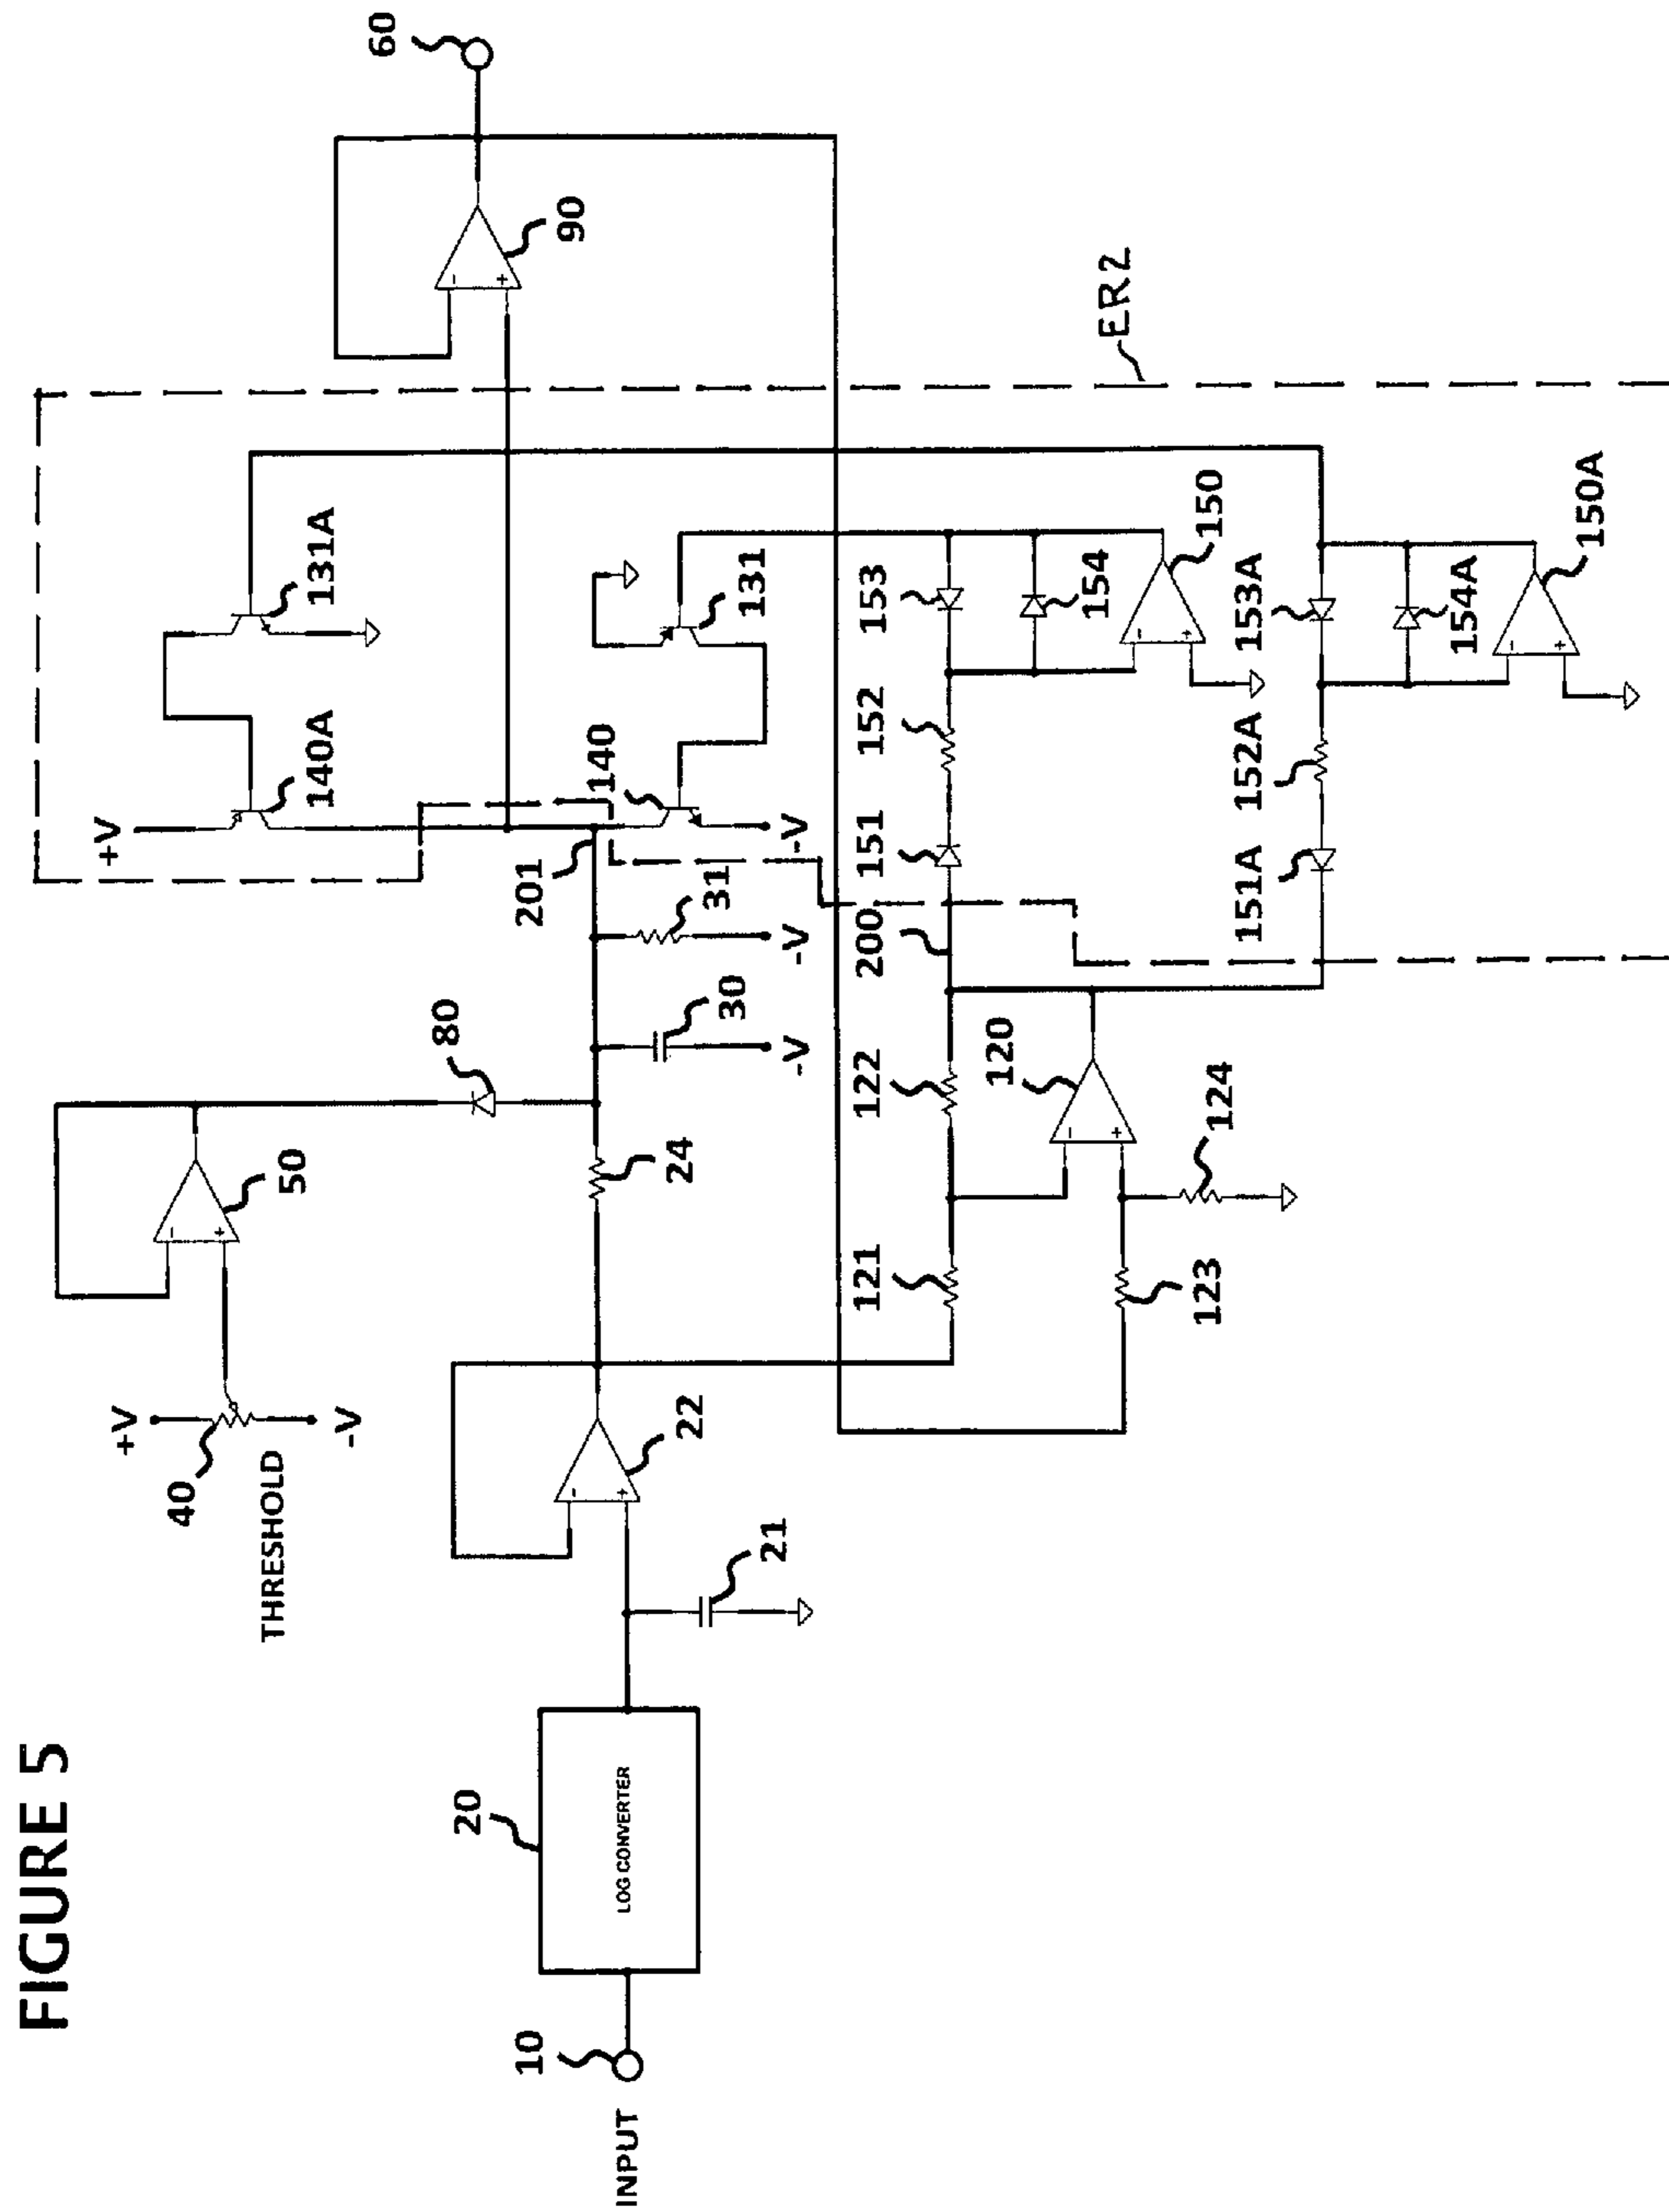 FIGURE 5
+V
40
THRESHOLD
-V
50
80
+V
140A
131A
60
90
INPUT
10
20
LOG CONVERTER
21
22
24
30
-V
31
-V
201
140
-V
131
ER2
121
122
200
151
152
153
154
150
120
123
124
151A
152A
153A
154A
150A
-
+
-
+
-
+
-
+
-
+
-
+